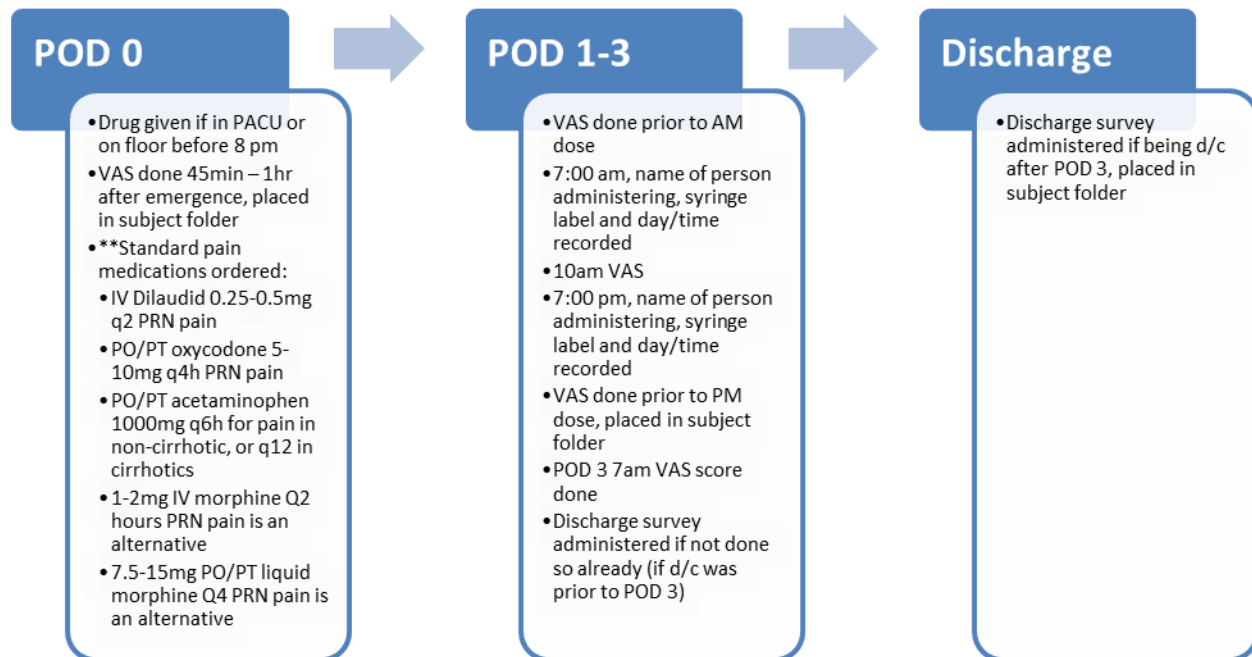 POD 0
•Drug given if in PACU or
on floor before 8 pm
•VAS done 45min – 1hr
after emergence, placed
in subject folder
•**Standard pain
medications ordered:
•IV Dilaudid 0.25-0.5mg
q2 PRN pain
•PO/PT oxycodone 5-
10mg q4h PRN pain
•PO/PT acetaminophen
1000mg q6h for pain in
non-cirrhotic, or q12 in
cirrhotics
•1-2mg IV morphine Q2
hours PRN pain is an
alternative
•7.5-15mg PO/PT liquid
morphine Q4 PRN pain is
an alternative
POD 1-3
•VAS done prior to AM
dose
•7:00 am, name of person
administering, syringe
label and day/time
recorded
•10am VAS
•7:00 pm, name of person
administering, syringe
label and day/time
recorded
•VAS done prior to PM
dose, placed in subject
folder
•POD 3 7am VAS score
done
•Discharge survey
administered if not done
so already (if d/c was
prior to POD 3)
Discharge
•Discharge survey
administered if being d/c
after POD 3, placed in
subject folder